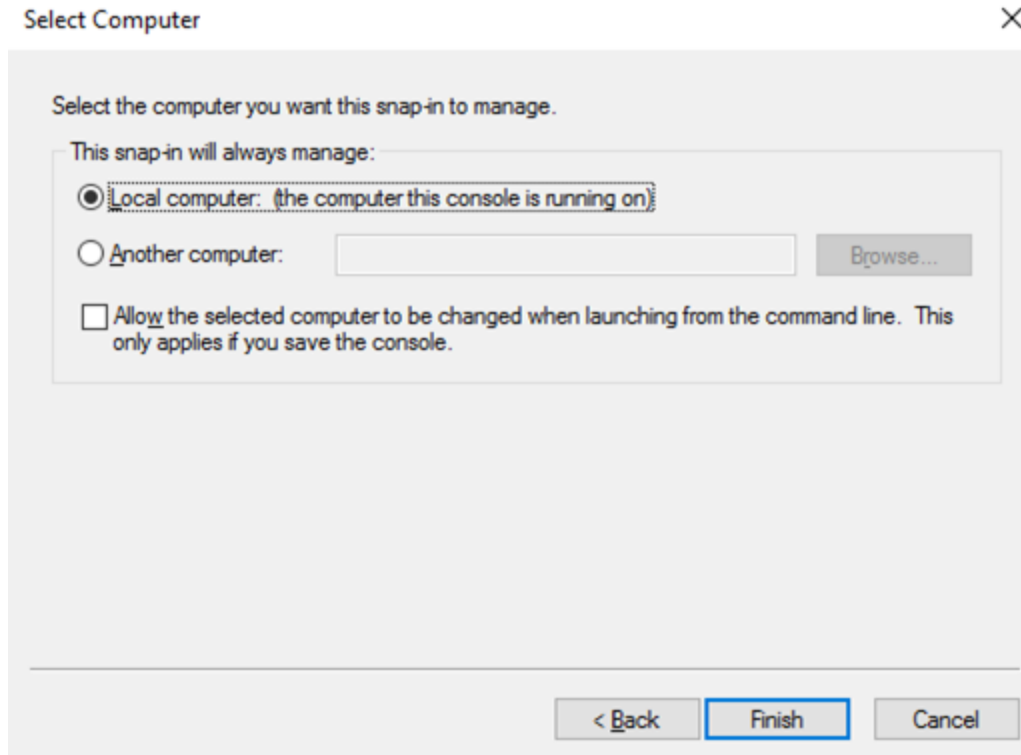 Select Computer
Select the computer you want this snap-in to manage.
This snap-in will always manage:
Local computer:  (the computer this console is running on)
Another computer:
Browse...
Allow the selected computer to be changed when launching from the command line.  This
only applies if you save the console.
< Back
Finish
Cancel